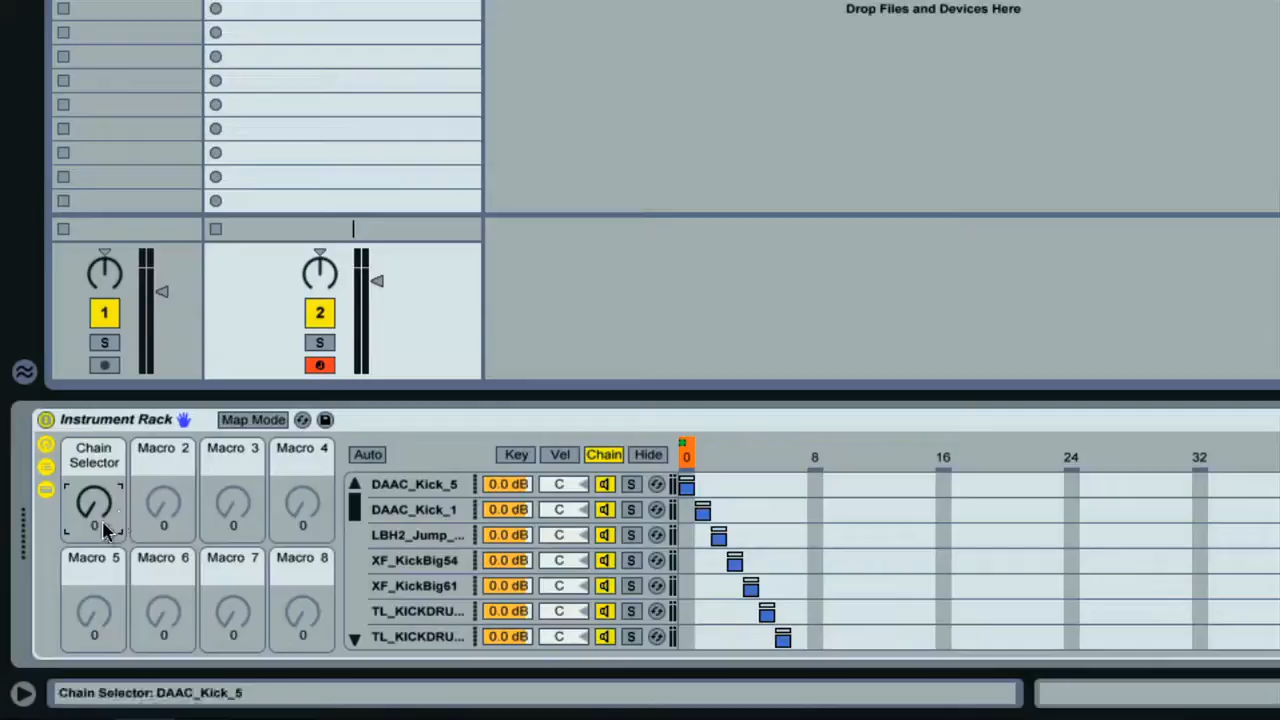 Drop Files and Devices Here
1
2
S
S
Instrument Rack
Map Mode
Chain Selector
Macro 2
Macro 3
Macro 4
0
0
0
0
Macro 5
Macro 6
Macro 7
Macro 8
0
0
0
0
Auto
Key
Vel
Chain
Hide
0
8
16
24
32
DAAC_Kick_5 0.0 dB C S
DAAC_Kick_1 0.0 dB C S
LBH2_Jump_... 0.0 dB C S
XF_KickBig54 0.0 dB C S
XF_KickBig61 0.0 dB C S
TL_KICKDRU... 0.0 dB C S
TL_KICKDRU... 0.0 dB C S
Chain Selector: DAAC_Kick_5